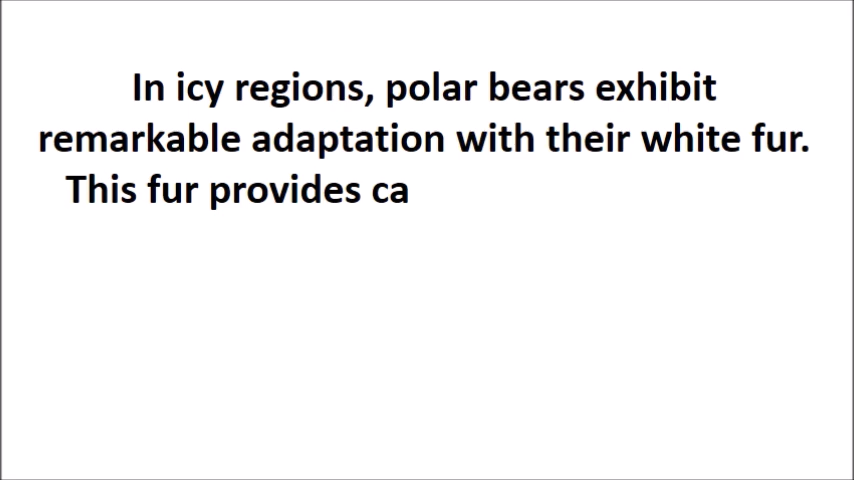 In icy regions, polar bears exhibit
remarkable adaptation with their white fur.
This fur provides ca